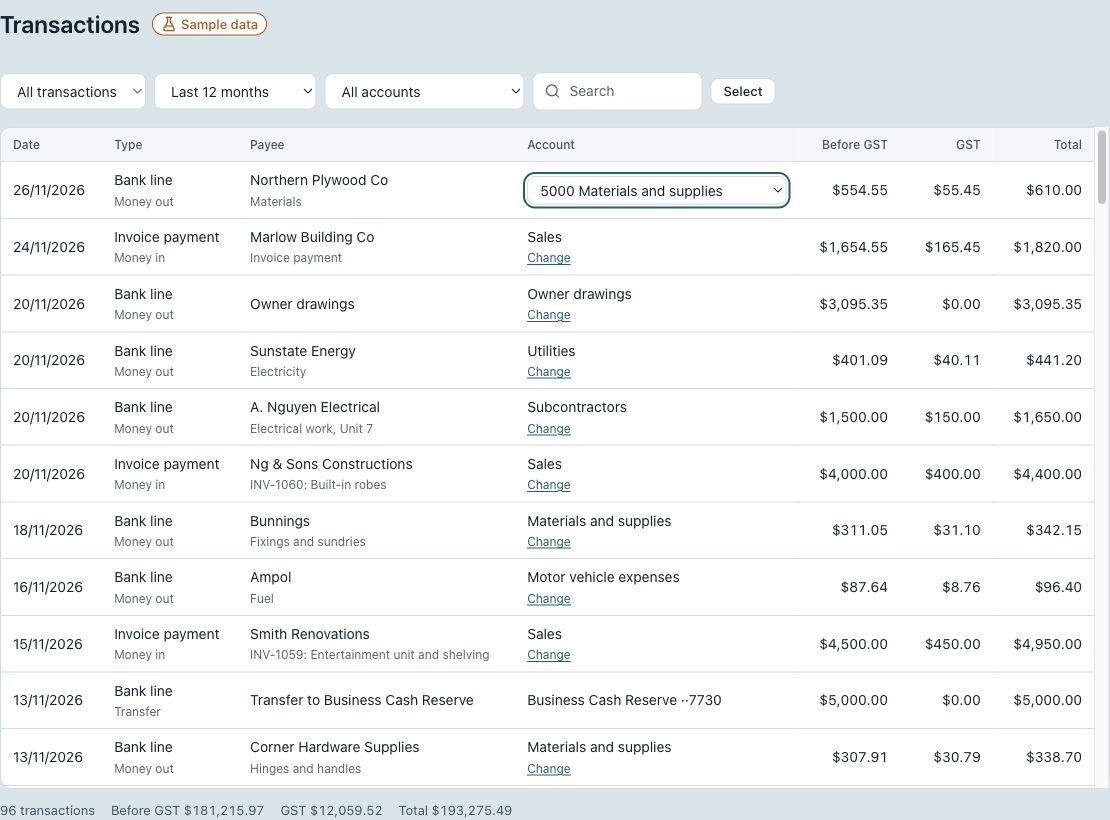 Transactions
Sample data
All transactions
Last 12 months
All accounts
Search
Select
Date Type Payee Account Before GST GST Total
26/11/2026 Bank line Northern Plywood Co 5000 Materials and supplies $554.55 $55.45 $610.00
Money out Materials
24/11/2026 Invoice payment Marlow Building Co Sales $1,654.55 $165.45 $1,820.00
Money in Invoice payment Change
20/11/2026 Bank line Owner drawings Owner drawings $3,095.35 $0.00 $3,095.35
Money out Change
20/11/2026 Bank line Sunstate Energy Utilities $401.09 $40.11 $441.20
Money out Electricity Change
20/11/2026 Bank line A. Nguyen Electrical Subcontractors $1,500.00 $150.00 $1,650.00
Money out Electrical work, Unit 7 Change
20/11/2026 Invoice payment Ng & Sons Constructions Sales $4,000.00 $400.00 $4,400.00
Money in INV-1060: Built-in robes Change
18/11/2026 Bank line Bunnings Materials and supplies $311.05 $31.10 $342.15
Money out Fixings and sundries Change
16/11/2026 Bank line Ampol Motor vehicle expenses $87.64 $8.76 $96.40
Money out Fuel Change
15/11/2026 Invoice payment Smith Renovations Sales $4,500.00 $450.00 $4,950.00
Money in INV-1059: Entertainment unit and shelving Change
13/11/2026 Bank line Transfer to Business Cash Reserve Business Cash Reserve ··7730 $5,000.00 $0.00 $5,000.00
Transfer
13/11/2026 Bank line Corner Hardware Supplies Materials and supplies $307.91 $30.79 $338.70
Money out Hinges and handles Change
96 transactions Before GST $181,215.97 GST $12,059.52 Total $193,275.49